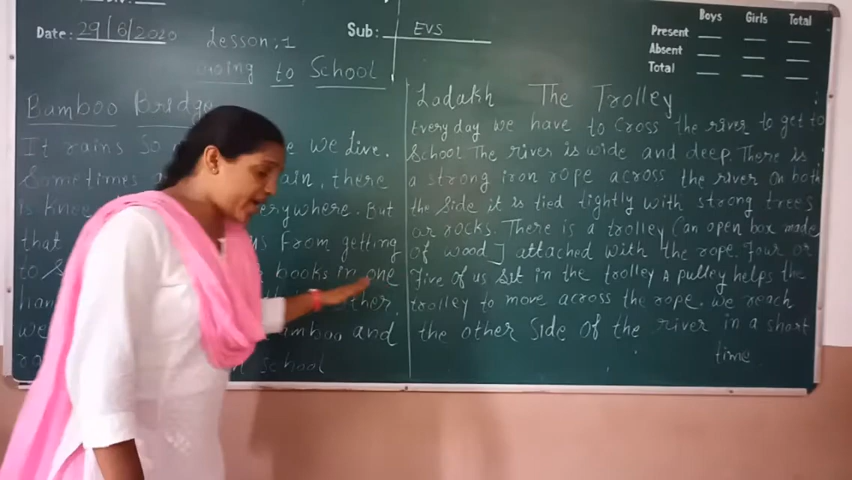 Date: 29/6/2020
Lesson: 1
Sub: EVS
Boys Girls Total
Present
Absent
Total
Going to School
Bamboo Bridge
It rains so we live.
Sometimes rain, there
is knee everywhere. But
that us from getting
to books in one
other.
we bamboo and
school
Ladakh The Trolley
Every day we have to cross the river to get to
School The river is wide and deep. There is
a strong iron rope across the river on both
the side it is tied tightly with strong trees
or rocks. There is a trolley (an open box made
of wood] attached with the rope. Four or
five of us sit in the trolley A pulley helps the
trolley to move across the rope. we reach
the other side of the river in a short
time